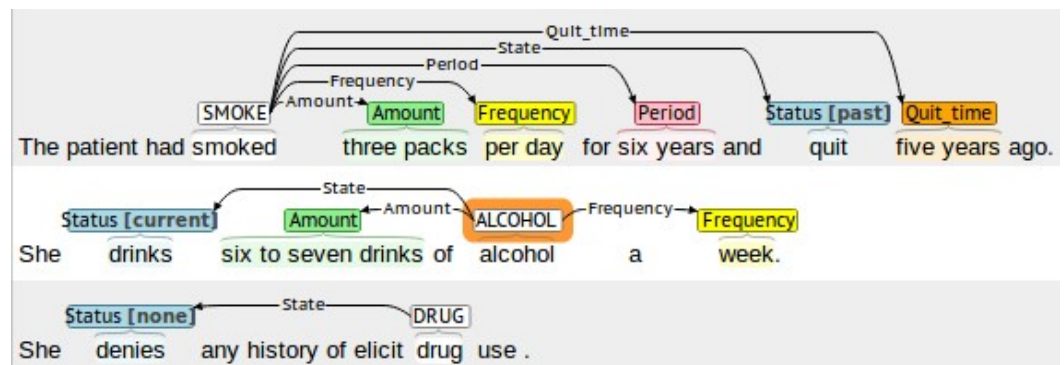 Quit_time
State
Period
Frequency
Amount
SMOKE Amount Frequency Period Status [past] Quit_time
The patient had smoked three packs per day for six years and quit five years ago.
State
Amount Frequency
Status [current] Amount ALCOHOL Frequency
She drinks six to seven drinks of alcohol a week.
State
Status [none] DRUG
She denies any history of elicit drug use .